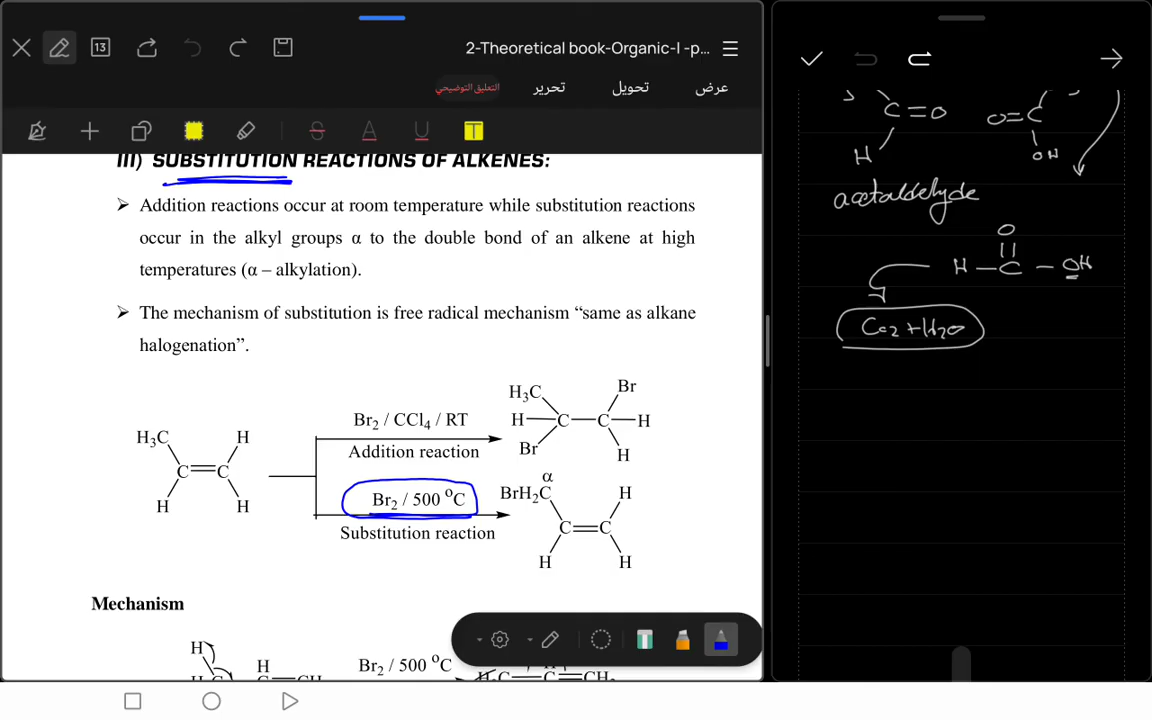 13
2-Theoretical book-Organic-I -p...
عرض
تحويل
تحرير
التعليق التوضيحي
A
U
T
III) SUBSTITUTION REACTIONS OF ALKENES:
➢ Addition reactions occur at room temperature while substitution reactions
occur in the alkyl groups α to the double bond of an alkene at high
temperatures (α – alkylation).
➢ The mechanism of substitution is free radical mechanism “same as alkane
halogenation”.
H3C H
C=C
H H
Br2 / CCl4 / RT
Addition reaction
H3C Br
H C C H
Br H
Br2 / 500 °C
Substitution reaction
α
BrH2C H
C=C
H H
Mechanism
H
H
Br2 / 500 °C
H3C C CH2
C=O
H
O=C
OH
acetaldehyde
O
H-C-OH
Co2+H2o